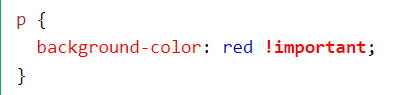 p {
  background-color: red !important;
}